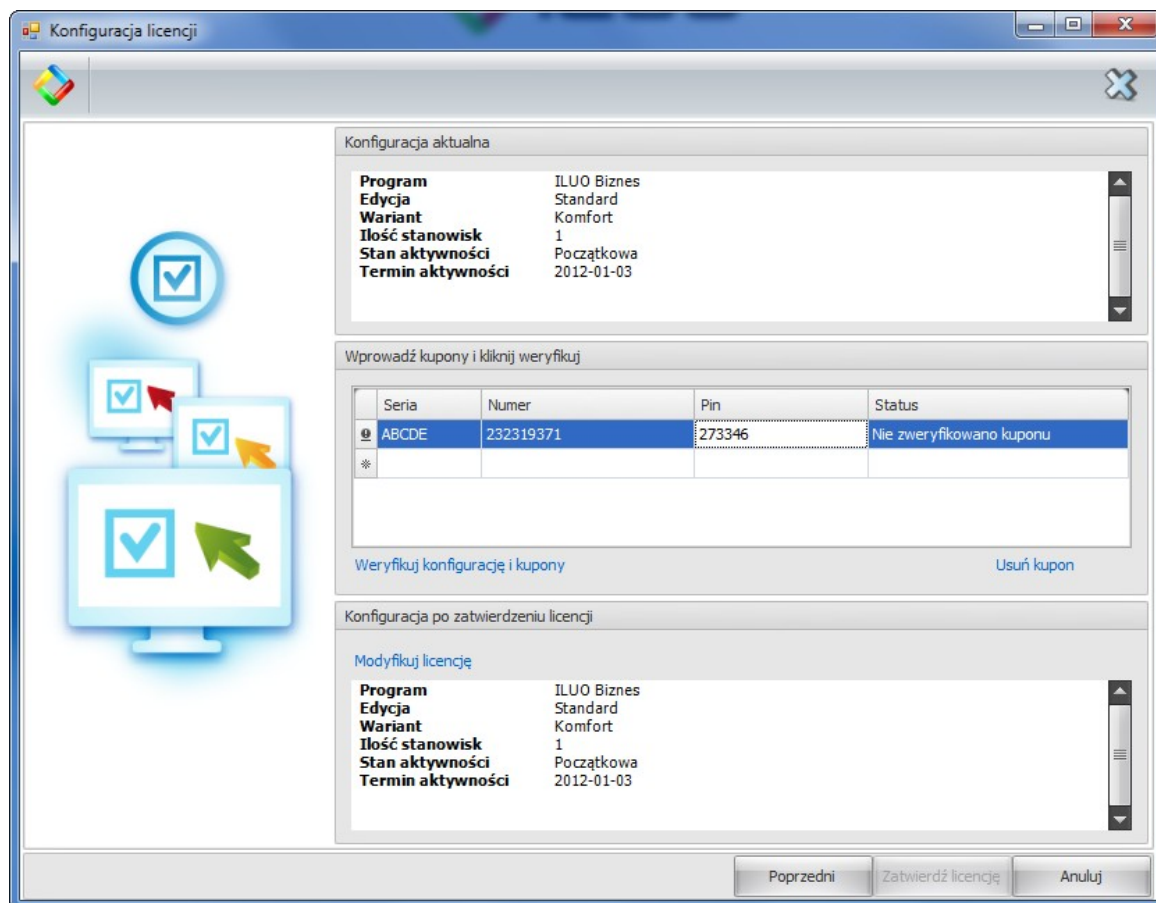 Konfiguracja licencji
Konfiguracja aktualna
Program ILUO Biznes
Edycja Standard
Wariant Komfort
Ilość stanowisk 1
Stan aktywności Początkowa
Termin aktywności 2012-01-03
Wprowadź kupony i kliknij weryfikuj
Seria Numer Pin Status
ABCDE 232319371 273346 Nie zweryfikowano kuponu
Weryfikuj konfigurację i kupony Usuń kupon
Konfiguracja po zatwierdzeniu licencji
Modyfikuj licencję
Program ILUO Biznes
Edycja Standard
Wariant Komfort
Ilość stanowisk 1
Stan aktywności Początkowa
Termin aktywności 2012-01-03
Poprzedni Zatwierdź licencję Anuluj